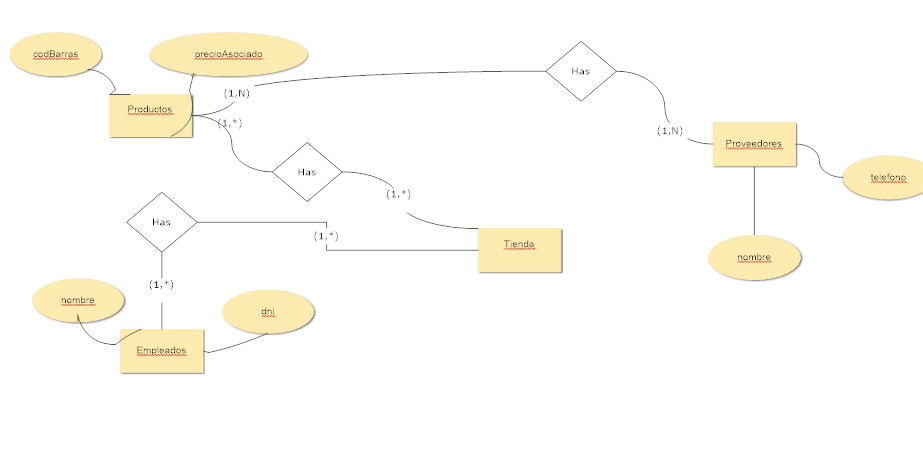 codBarras
precioAsociado
Has
(1,N)
Productos
(1,*)
(1,N)
Proveedores
Has
telefono
(1,*)
Has
(1,*)
Tienda
nombre
(1,*)
nombre
dni
Empleados